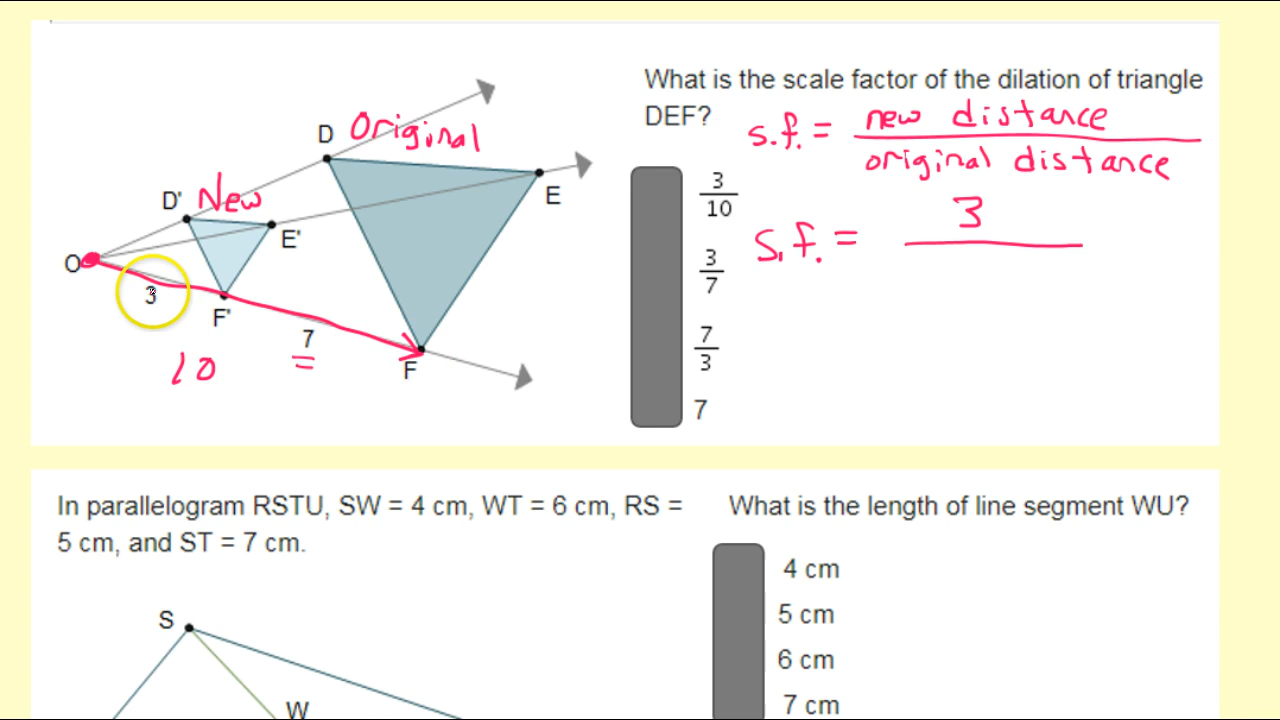 What is the scale factor of the dilation of triangle
DEF?
s.f. = new distance
original distance
3
10
3
7
7
3
7
s.f. = 3
D Original
E
D' New
E'
O
3
F'
7
=
10
F
In parallelogram RSTU, SW = 4 cm, WT = 6 cm, RS =
5 cm, and ST = 7 cm.
S
W
What is the length of line segment WU?
4 cm
5 cm
6 cm
7 cm